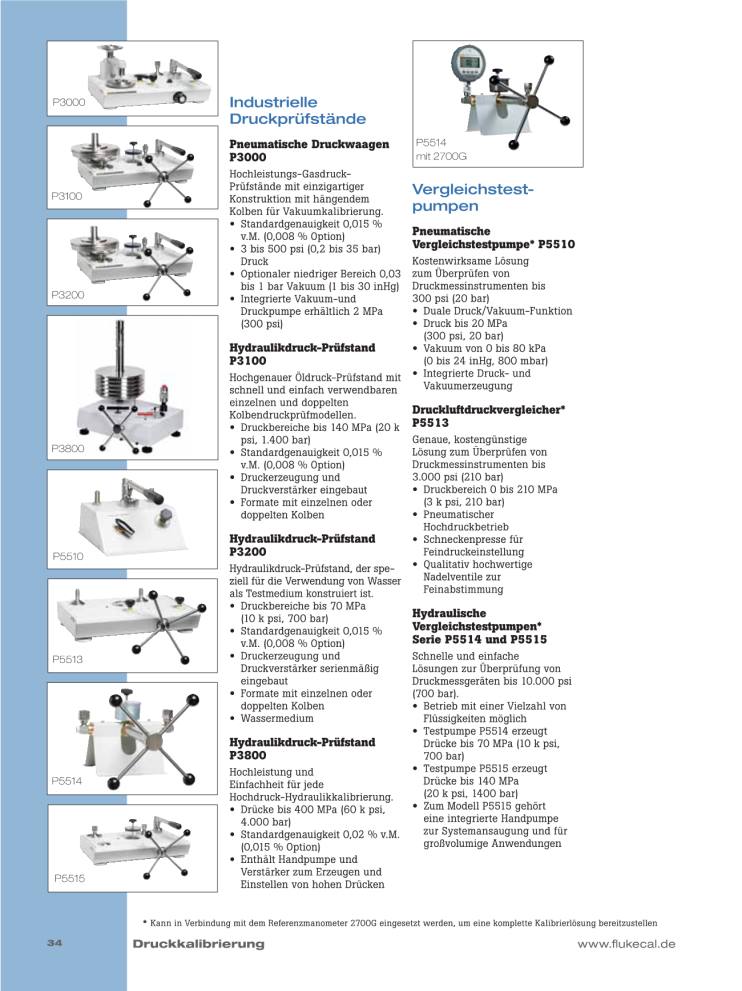 P3000
P3100
P3200
P3800
P5510
P5513
P5514
P5515
Industrielle
Druckprüfstände
Pneumatische Druckwaagen
P3000
Hochleistungs-Gasdruck-
Prüfstände mit einzigartiger
Konstruktion mit hängendem
Kolben für Vakuumkalibrierung.
• Standardgenauigkeit 0,015 %
v.M. (0,008 % Option)
• 3 bis 500 psi (0,2 bis 35 bar)
Druck
• Optionaler niedriger Bereich 0,03
bis 1 bar Vakuum (1 bis 30 inHg)
• Integrierte Vakuum-und
Druckpumpe erhältlich 2 MPa
(300 psi)
Hydraulikdruck-Prüfstand
P3100
Hochgenauer Öldruck-Prüfstand mit
schnell und einfach verwendbaren
einzelnen und doppelten
Kolbendruckprüfmodellen.
• Druckbereiche bis 140 MPa (20 k
psi, 1.400 bar)
• Standardgenauigkeit 0,015 %
v.M. (0,008 % Option)
• Druckerzeugung und
Druckverstärker eingebaut
• Formate mit einzelnen oder
doppelten Kolben
Hydraulikdruck-Prüfstand
P3200
Hydraulikdruck-Prüfstand, der spe-
ziell für die Verwendung von Wasser
als Testmedium konstruiert ist.
• Druckbereiche bis 70 MPa
(10 k psi, 700 bar)
• Standardgenauigkeit 0,015 %
v.M. (0,008 % Option)
• Druckerzeugung und
Druckverstärker serienmäßig
eingebaut
• Formate mit einzelnen oder
doppelten Kolben
• Wassermedium
Hydraulikdruck-Prüfstand
P3800
Hochleistung und
Einfachheit für jede
Hochdruck-Hydraulikkalibrierung.
• Drücke bis 400 MPa (60 k psi,
4.000 bar)
• Standardgenauigkeit 0,02 % v.M.
(0,015 % Option)
• Enthält Handpumpe und
Verstärker zum Erzeugen und
Einstellen von hohen Drücken
P5514
mit 2700G
Vergleichstest-
pumpen
Pneumatische
Vergleichstestpumpe* P5510
Kostenwirksame Lösung
zum Überprüfen von
Druckmessinstrumenten bis
300 psi (20 bar)
• Duale Druck/Vakuum-Funktion
• Druck bis 20 MPa
(300 psi, 20 bar)
• Vakuum von 0 bis 80 kPa
(0 bis 24 inHg, 800 mbar)
• Integrierte Druck- und
Vakuumerzeugung
Druckluftdruckvergleicher*
P5513
Genaue, kostengünstige
Lösung zum Überprüfen von
Druckmessinstrumenten bis
3.000 psi (210 bar)
• Druckbereich 0 bis 210 MPa
(3 k psi, 210 bar)
• Pneumatischer
Hochdruckbetrieb
• Schneckenpresse für
Feindruckeinstellung
• Qualitativ hochwertige
Nadelventile zur
Feinabstimmung
Hydraulische
Vergleichstestpumpen*
Serie P5514 und P5515
Schnelle und einfache
Lösungen zur Überprüfung von
Druckmessgeräten bis 10.000 psi
(700 bar).
• Betrieb mit einer Vielzahl von
Flüssigkeiten möglich
• Testpumpe P5514 erzeugt
Drücke bis 70 MPa (10 k psi,
700 bar)
• Testpumpe P5515 erzeugt
Drücke bis 140 MPa
(20 k psi, 1400 bar)
• Zum Modell P5515 gehört
eine integrierte Handpumpe
zur Systemansaugung und für
großvolumige Anwendungen
* Kann in Verbindung mit dem Referenzmanometer 2700G eingesetzt werden, um eine komplette Kalibrierlösung bereitzustellen
34 Druckkalibrierung www.flukecal.de